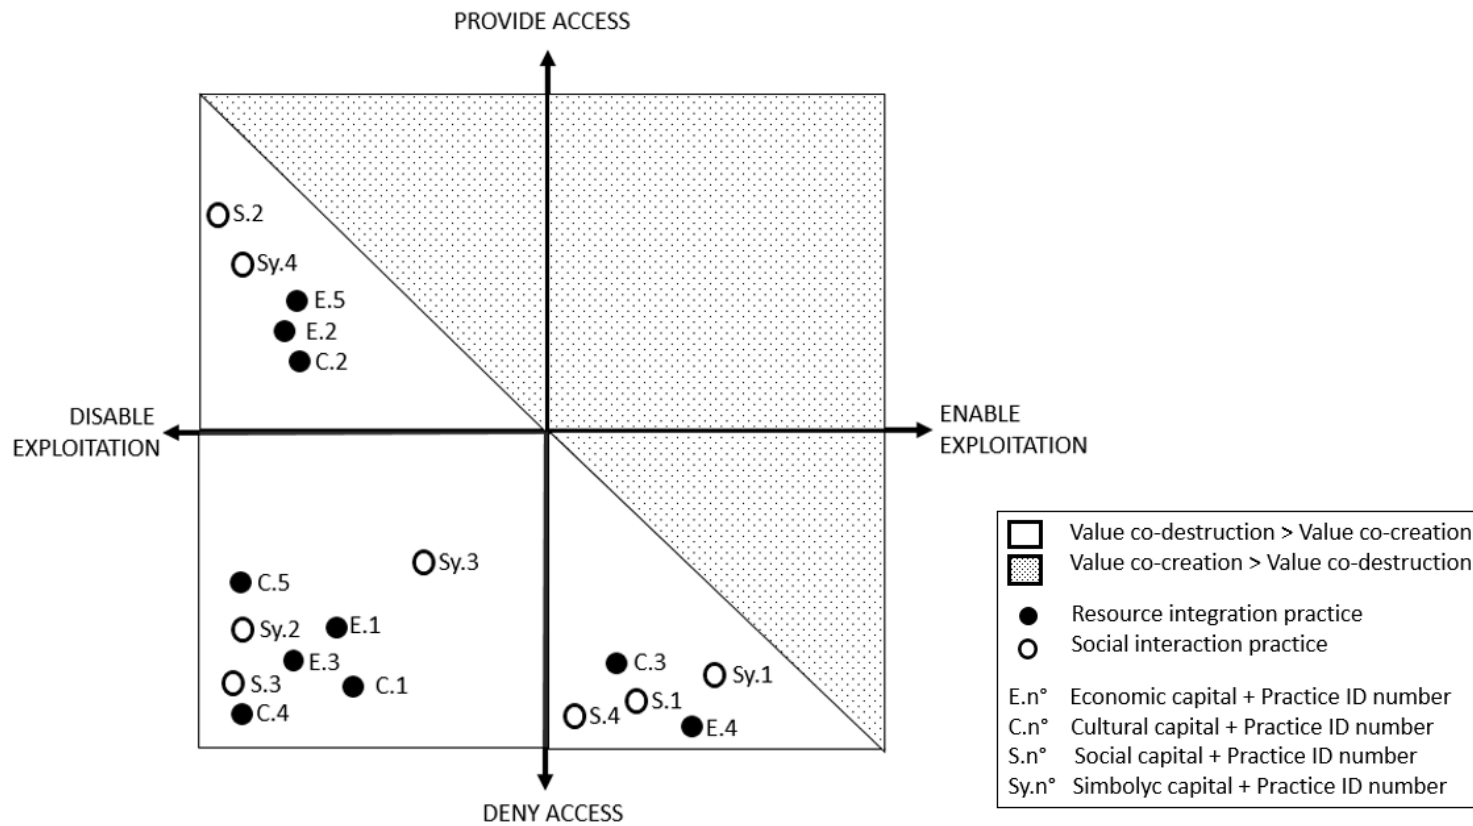 PROVIDE ACCESS
S.2
Sy.4
E.5
E.2
C.2
DISABLE
EXPLOITATION
ENABLE
EXPLOITATION
Sy.3
C.5
Sy.2
E.1
E.3
S.3
C.1
C.4
C.3
Sy.1
S.1
S.4
E.4
DENY ACCESS
Value co-destruction > Value co-creation
Value co-creation > Value co-destruction
Resource integration practice
Social interaction practice
E.n° Economic capital + Practice ID number
C.n° Cultural capital + Practice ID number
S.n° Social capital + Practice ID number
Sy.n° Simbolyc capital + Practice ID number